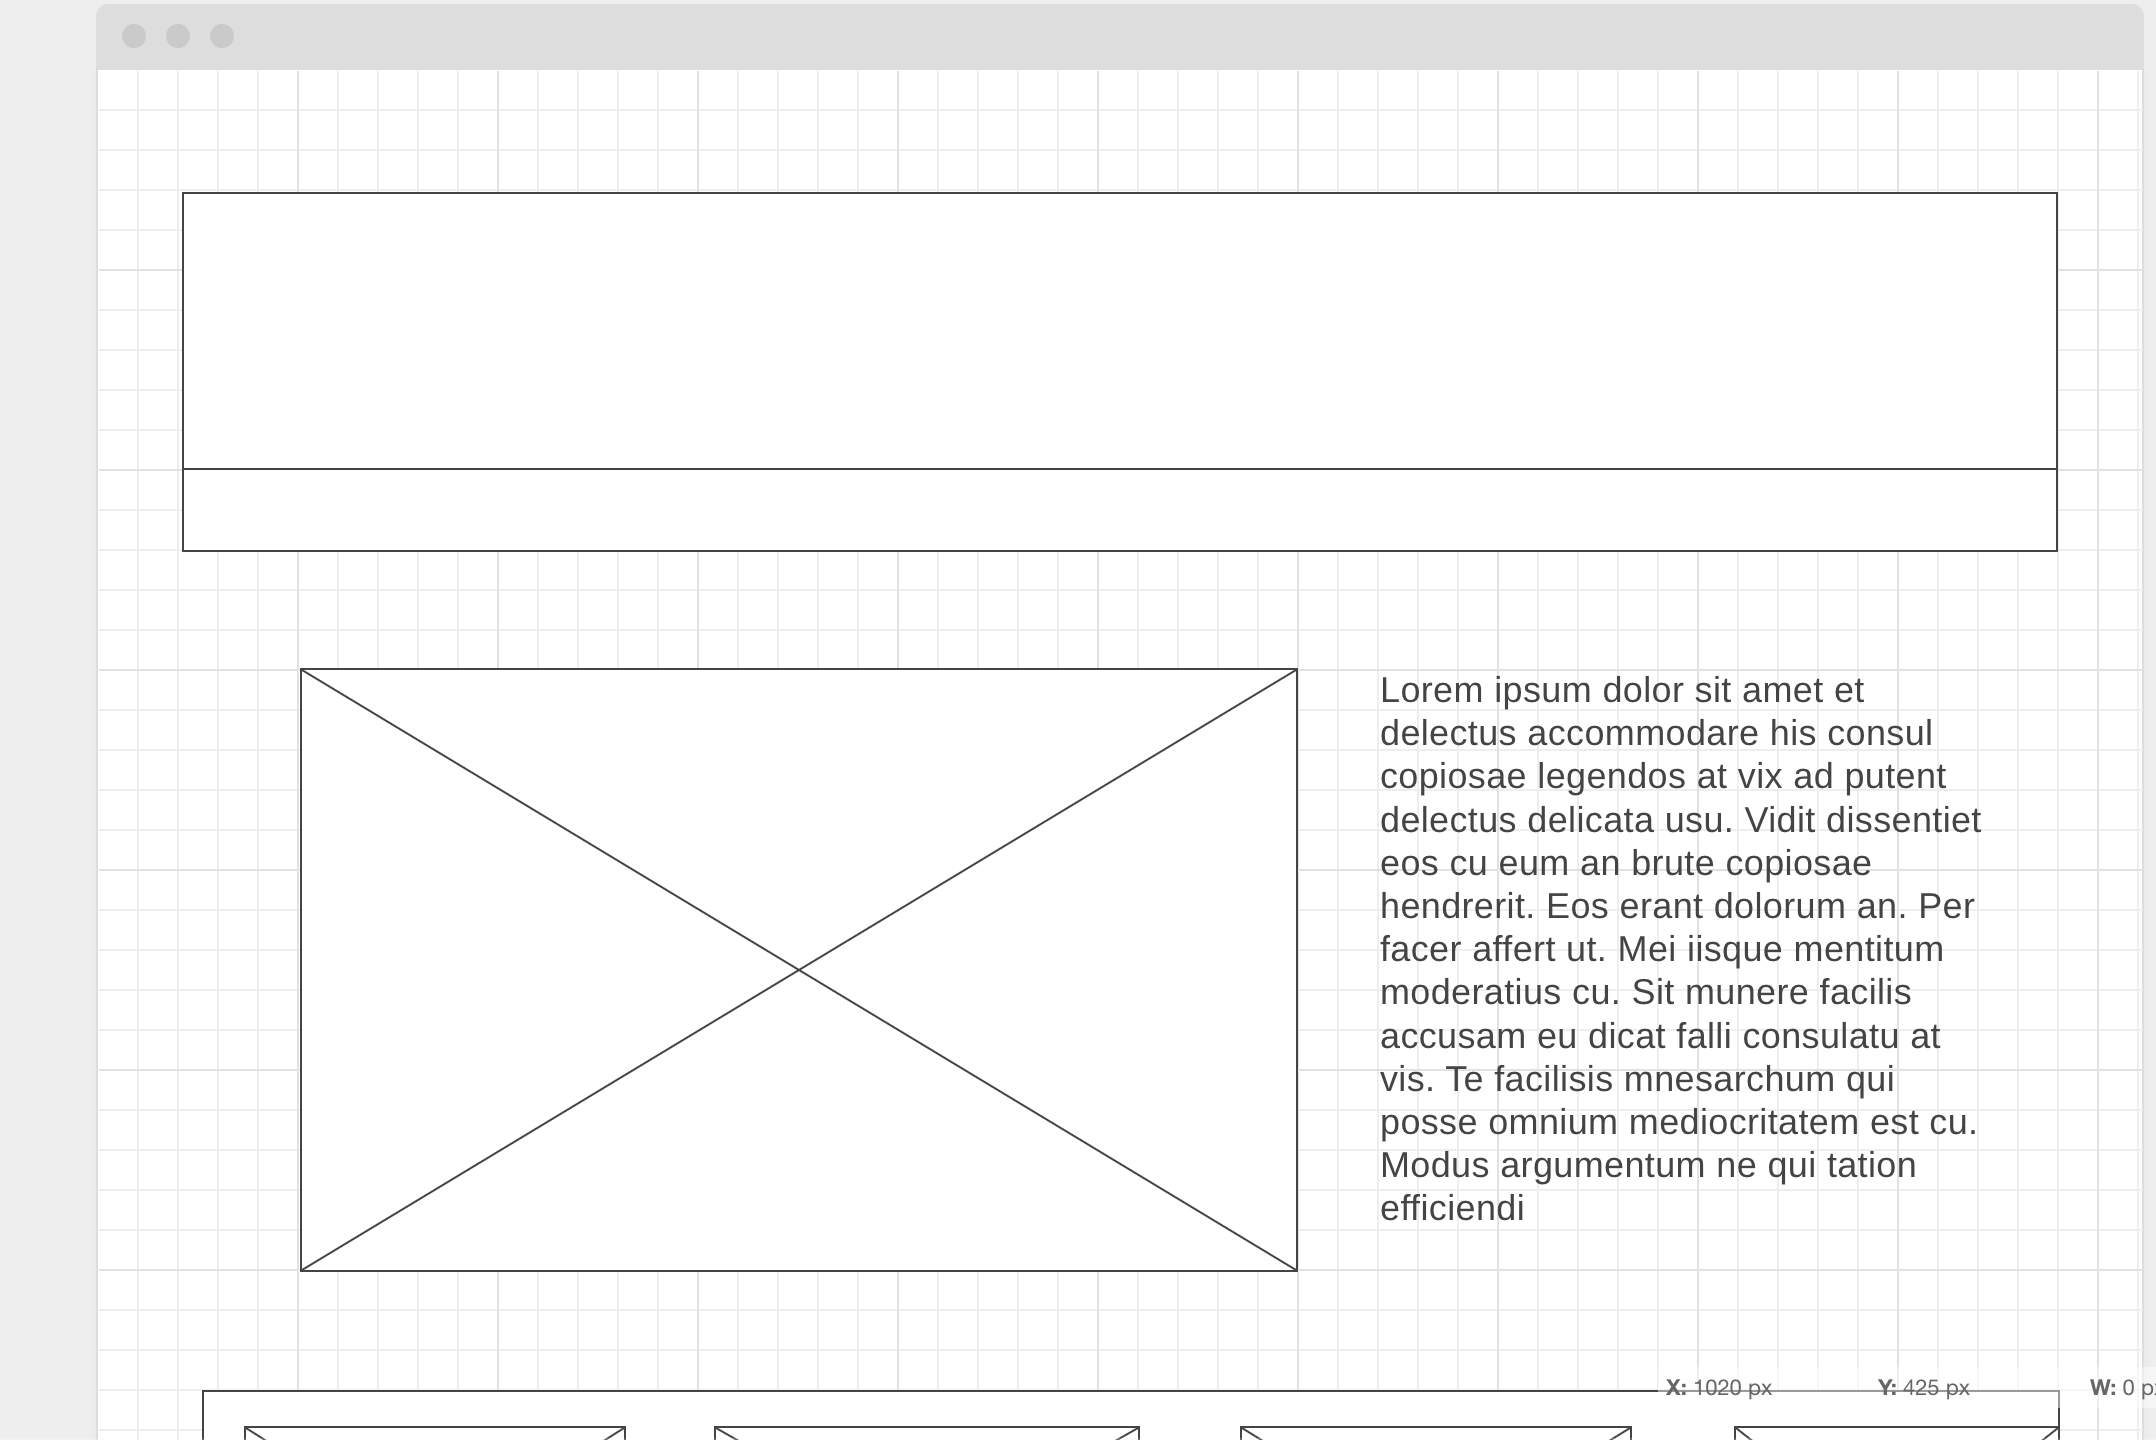 Lorem ipsum dolor sit amet et
delectus accommodare his consul
copiosae legendos at vix ad putent
delectus delicata usu. Vidit dissentiet
eos cu eum an brute copiosae
hendrerit. Eos erant dolorum an. Per
facer affert ut. Mei iisque mentitum
moderatius cu. Sit munere facilis
accusam eu dicat falli consulatu at
vis. Te facilisis mnesarchum qui
posse omnium mediocritatem est cu.
Modus argumentum ne qui tation
efficiendi
X: 1020 px Y: 425 px W: 0 p